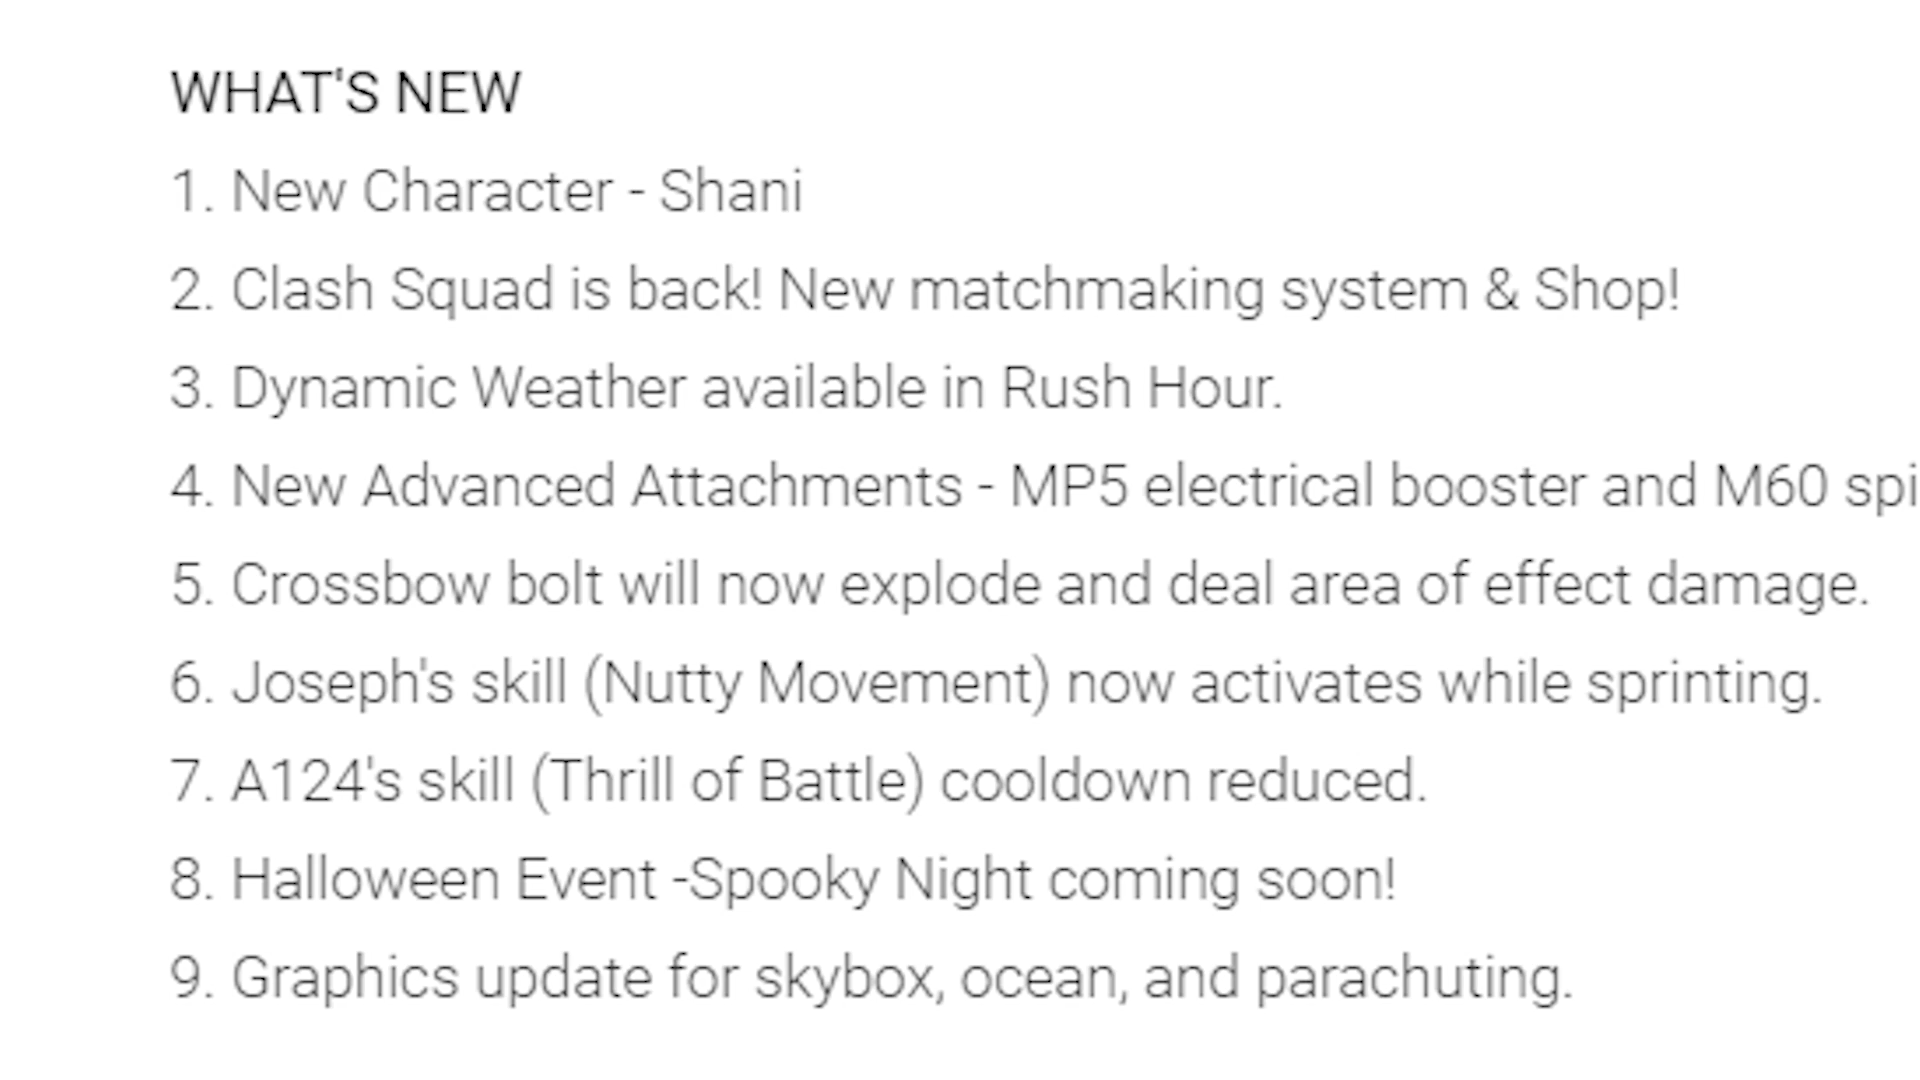 WHAT'S NEW
1. New Character - Shani
2. Clash Squad is back! New matchmaking system & Shop!
3. Dynamic Weather available in Rush Hour.
4. New Advanced Attachments - MP5 electrical booster and M60 spi
5. Crossbow bolt will now explode and deal area of effect damage.
6. Joseph's skill (Nutty Movement) now activates while sprinting.
7. A124's skill (Thrill of Battle) cooldown reduced.
8. Halloween Event -Spooky Night coming soon!
9. Graphics update for skybox, ocean, and parachuting.